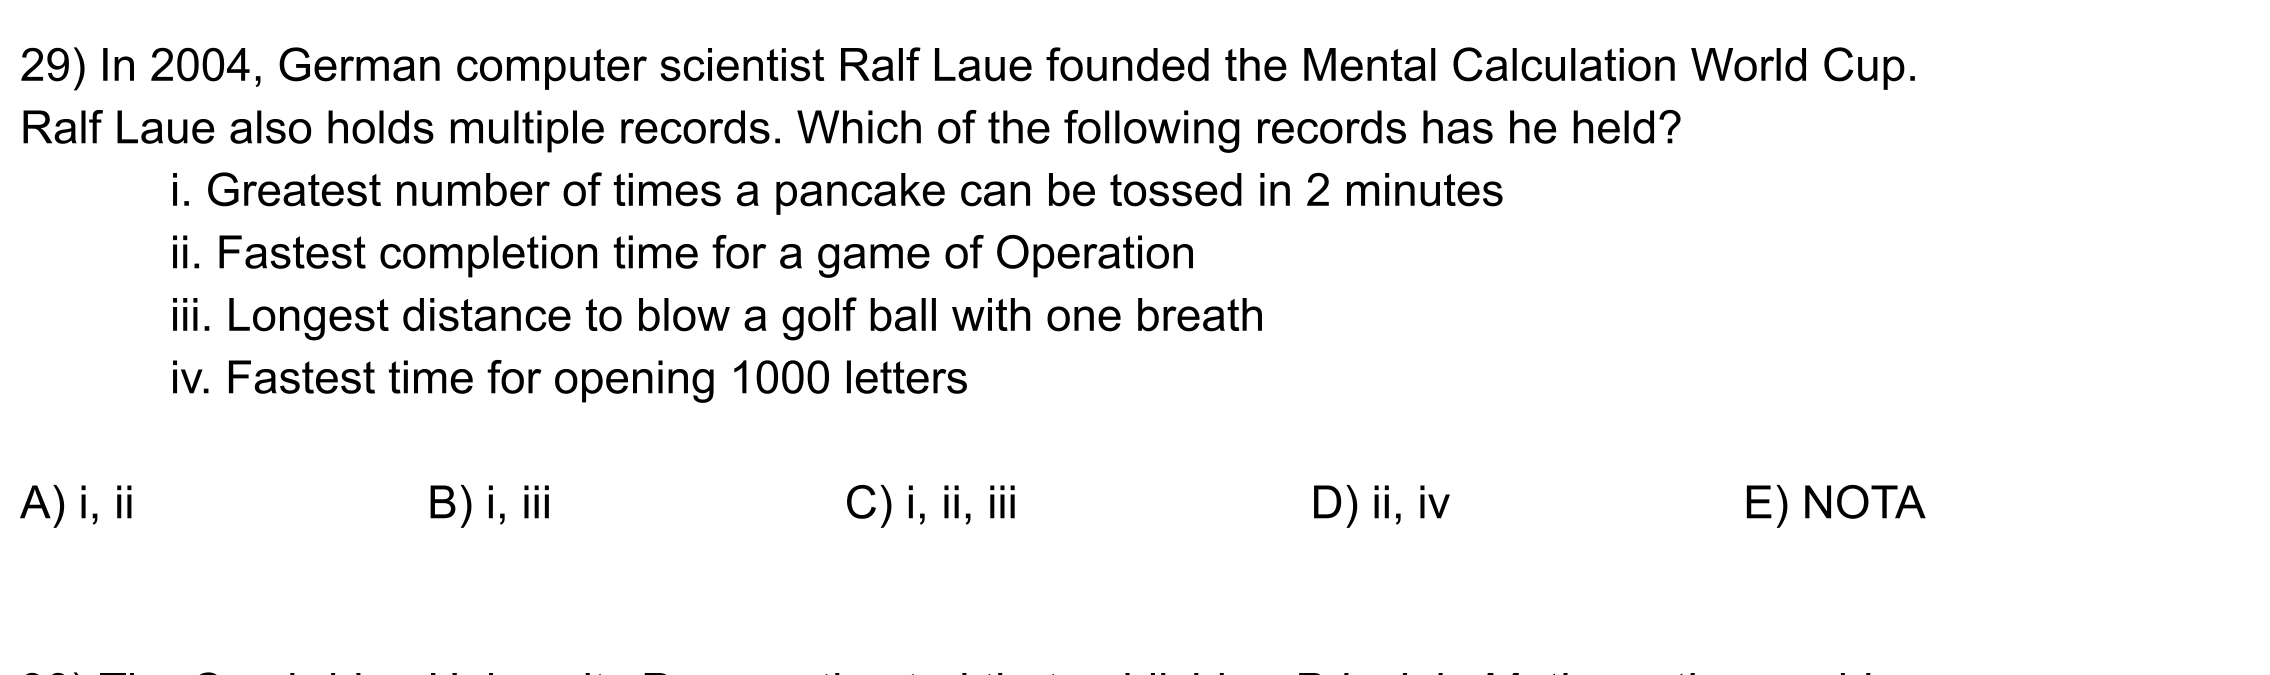 29) In 2004, German computer scientist Ralf Laue founded the Mental Calculation World Cup.
Ralf Laue also holds multiple records. Which of the following records has he held?
i. Greatest number of times a pancake can be tossed in 2 minutes
ii. Fastest completion time for a game of Operation
iii. Longest distance to blow a golf ball with one breath
iv. Fastest time for opening 1000 letters
A) i, ii B) i, iii C) i, ii, iii D) ii, iv E) NOTA